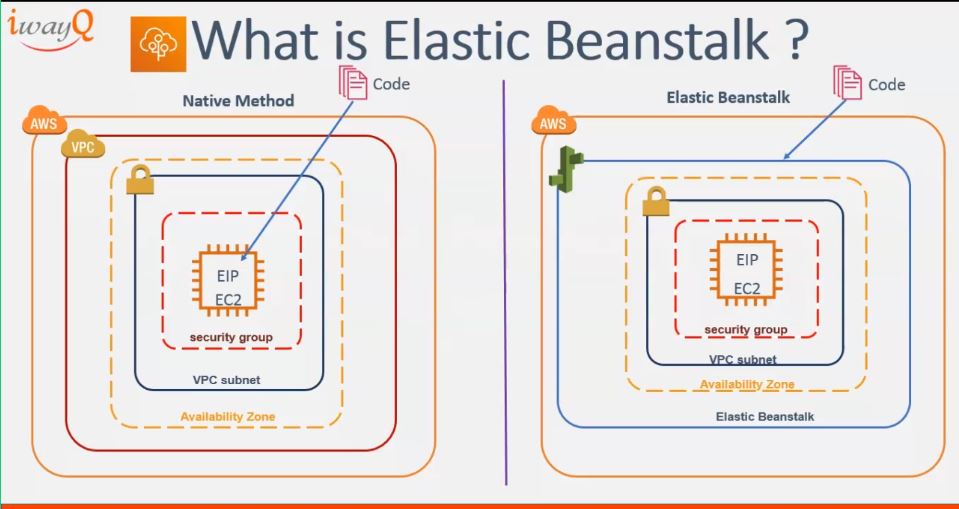 iwayQ
What is Elastic Beanstalk ?
Native Method
Code
AWS
VPC
EIP
EC2
security group
VPC subnet
Availability Zone
Elastic Beanstalk
Code
AWS
EIP
EC2
security group
VPC subnet
Availability Zone
Elastic Beanstalk